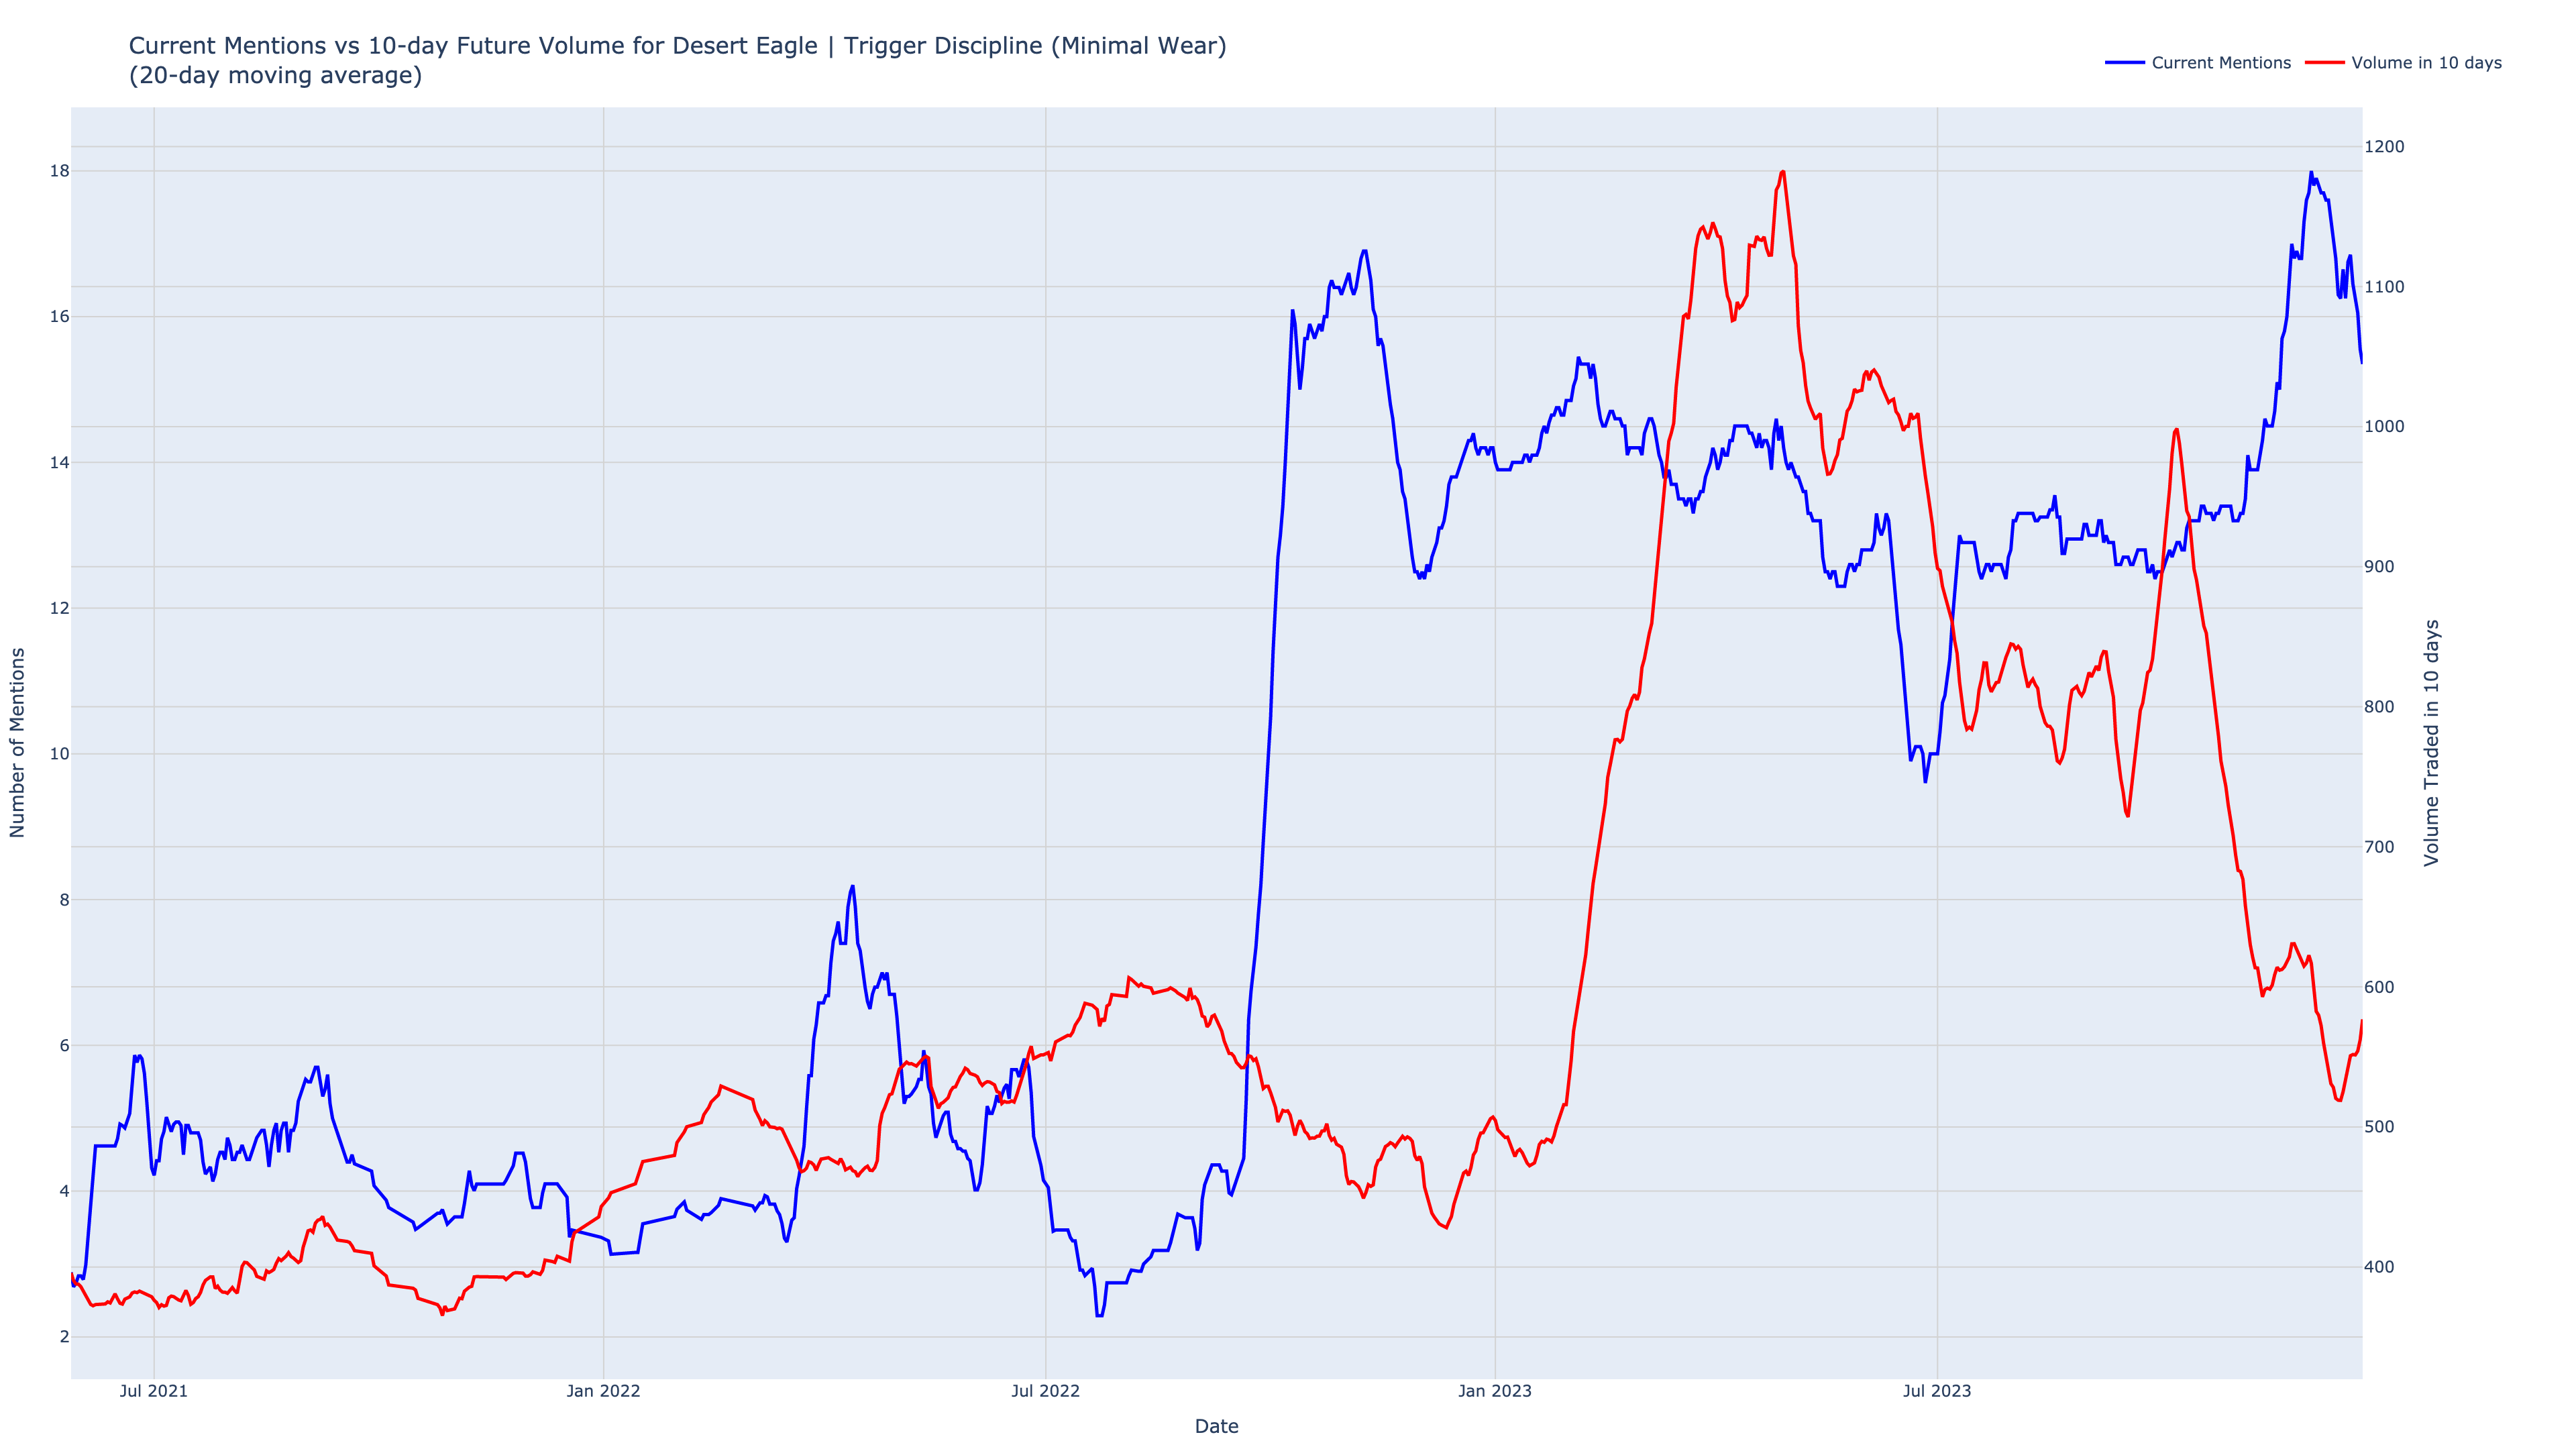 Current Mentions vs 10-day Future Volume for Desert Eagle | Trigger Discipline (Minimal Wear)
(20-day moving average)
Current Mentions
Volume in 10 days
18
16
14
12
10
8
6
4
2
Number of Mentions
1200
1100
1000
900
800
700
600
500
400
Volume Traded in 10 days
Jul 2021
Jan 2022
Jul 2022
Jan 2023
Jul 2023
Date